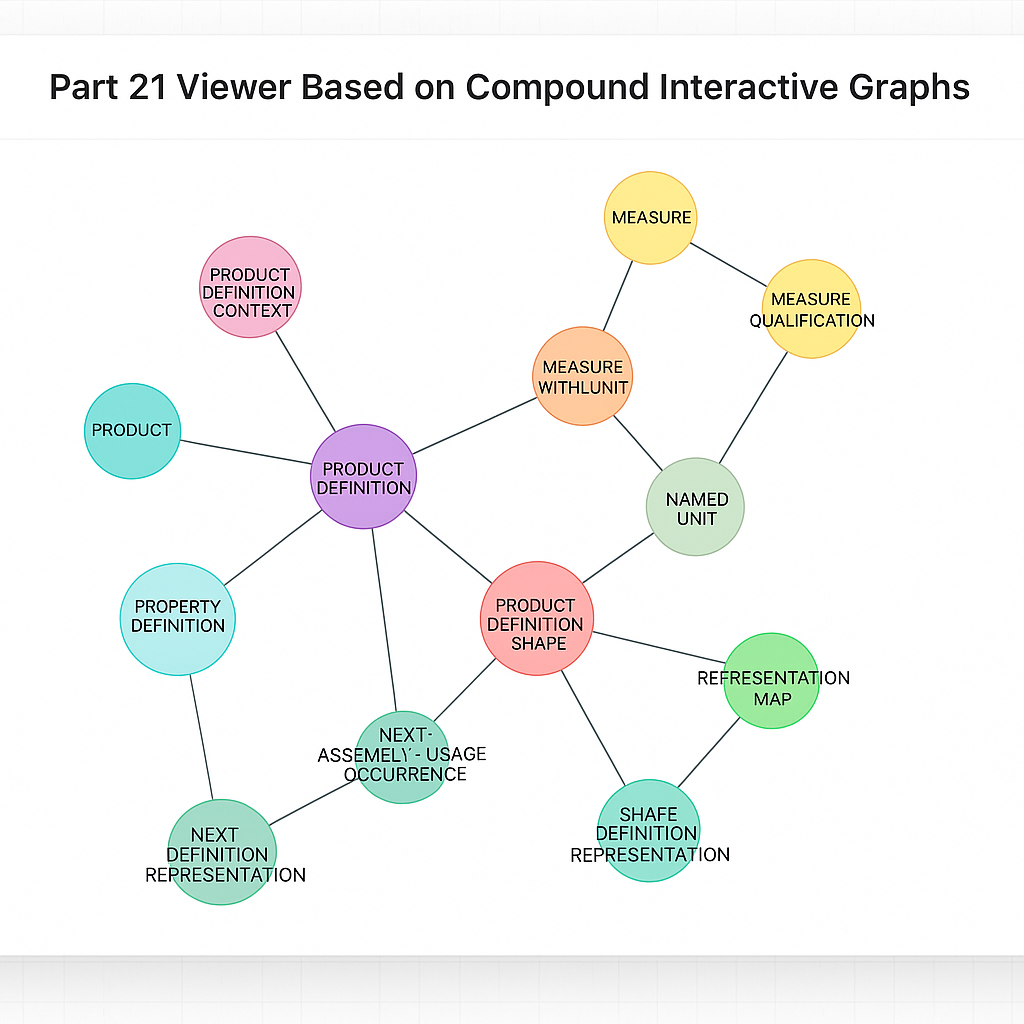 Part 21 Viewer Based on Compound Interactive Graphs
MEASURE
PRODUCT
DEFINITION
CONTEXT
MEASURE
QUALIFICATION
MEASURE
WITHLUNIT
PRODUCT
PRODUCT
DEFINITION
NAMED
UNIT
PROPERTY
DEFINITION
PRODUCT
DEFINITION
SHAPE
REFRESENTATION
MAP
NEXT-
ASSEMELY - USAGE
OCCURRENCE
SHAFE
DEFINITION
REPRESENTATION
NEXT
DEFINITION
REPRESENTATION